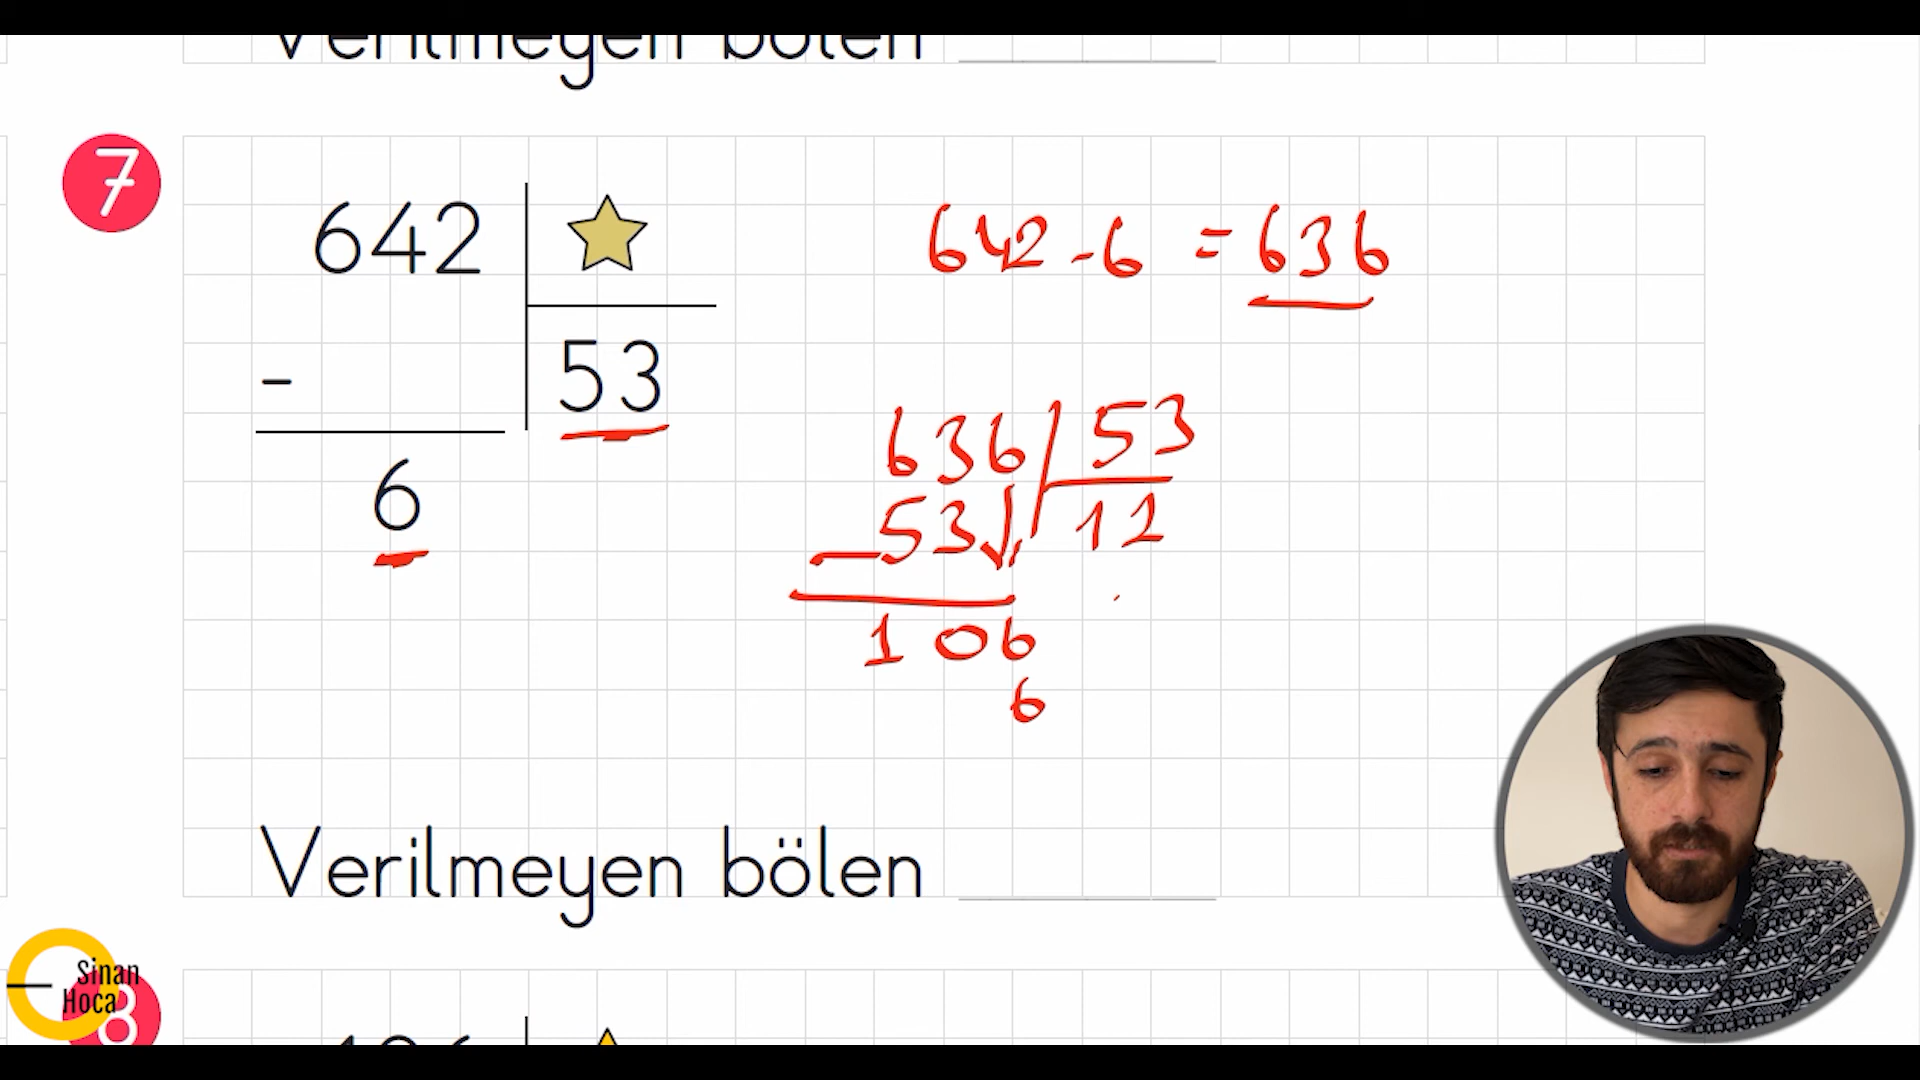 Verilmeyen bölen
7
642
642 - 6 = 636
-
53
636 53
53 12
6
106
6
Verilmeyen bölen
Sinan
Hoca
8